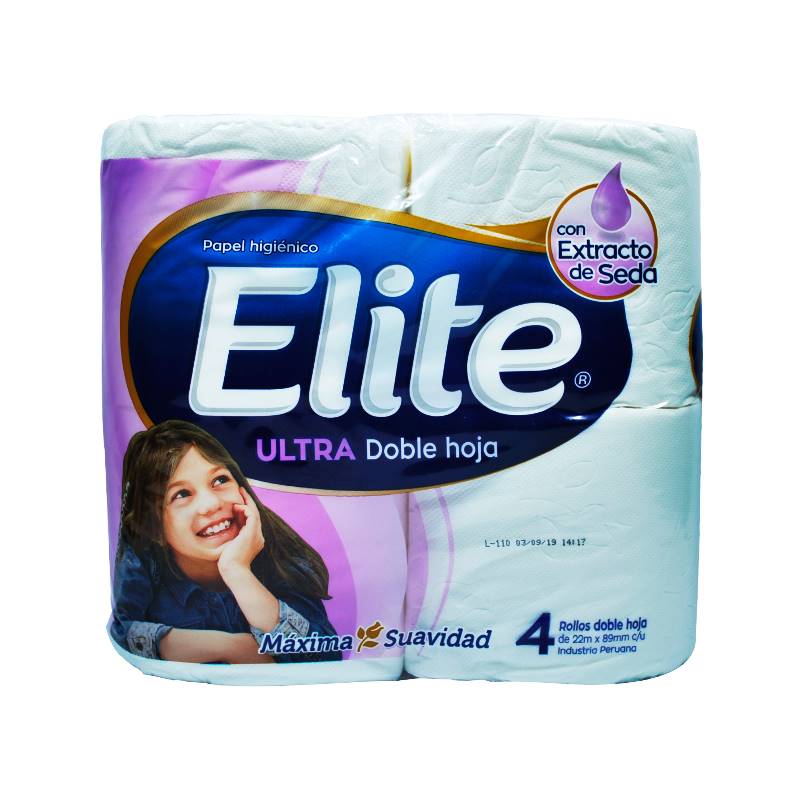 Papel higiénico
Elite®
ULTRA Doble hoja
con
Extracto
de Seda
L-110 03/09/19 14:17
Máxima Suavidad
4 Rollos doble hoja
de 22m x 89mm c/u
Industria Peruana